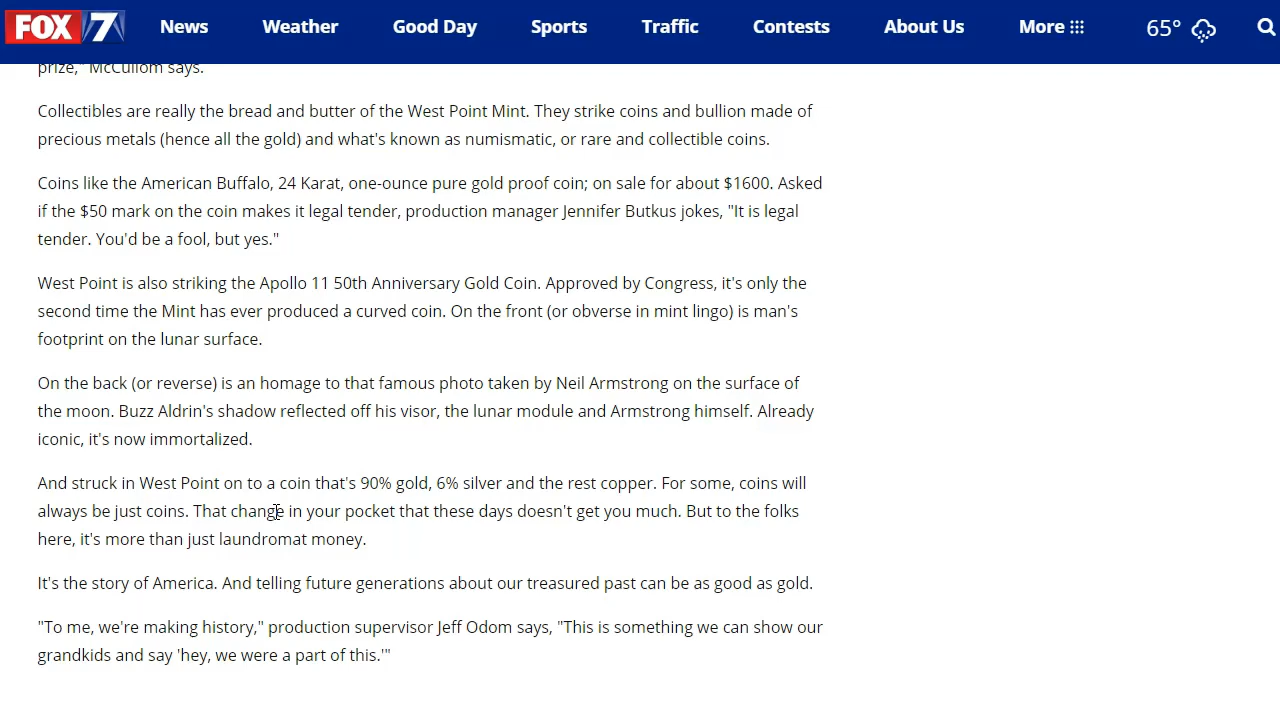 FOX 7 News Weather Good Day Sports Traffic Contests About Us More 65°
prize," McCullom says.
Collectibles are really the bread and butter of the West Point Mint. They strike coins and bullion made of
precious metals (hence all the gold) and what's known as numismatic, or rare and collectible coins.
Coins like the American Buffalo, 24 Karat, one-ounce pure gold proof coin; on sale for about $1600. Asked
if the $50 mark on the coin makes it legal tender, production manager Jennifer Butkus jokes, "It is legal
tender. You'd be a fool, but yes."
West Point is also striking the Apollo 11 50th Anniversary Gold Coin. Approved by Congress, it's only the
second time the Mint has ever produced a curved coin. On the front (or obverse in mint lingo) is man's
footprint on the lunar surface.
On the back (or reverse) is an homage to that famous photo taken by Neil Armstrong on the surface of
the moon. Buzz Aldrin's shadow reflected off his visor, the lunar module and Armstrong himself. Already
iconic, it's now immortalized.
And struck in West Point on to a coin that's 90% gold, 6% silver and the rest copper. For some, coins will
always be just coins. That change in your pocket that these days doesn't get you much. But to the folks
here, it's more than just laundromat money.
It's the story of America. And telling future generations about our treasured past can be as good as gold.
"To me, we're making history," production supervisor Jeff Odom says, "This is something we can show our
grandkids and say 'hey, we were a part of this.'"